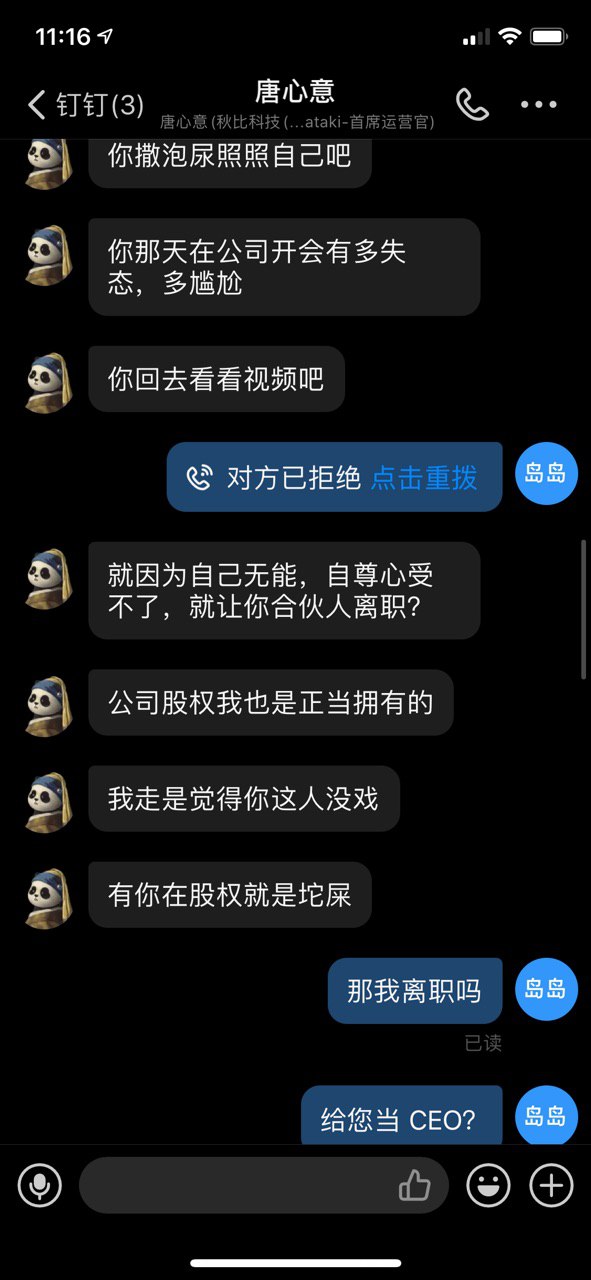 11:16
钉钉(3)
唐心意
唐心意(秋比科技(...ataki-首席运营官)
你撒泡尿照照自己吧
你那天在公司开会有多失
态，多尴尬
你回去看看视频吧
对方已拒绝 点击重拨
岛岛
就因为自己无能，自尊心受
不了，就让你合伙人离职？
公司股权我也是正当拥有的
我走是觉得你这人没戏
有你在股权就是坨屎
那我离职吗
岛岛
已读
给您当 CEO?
岛岛